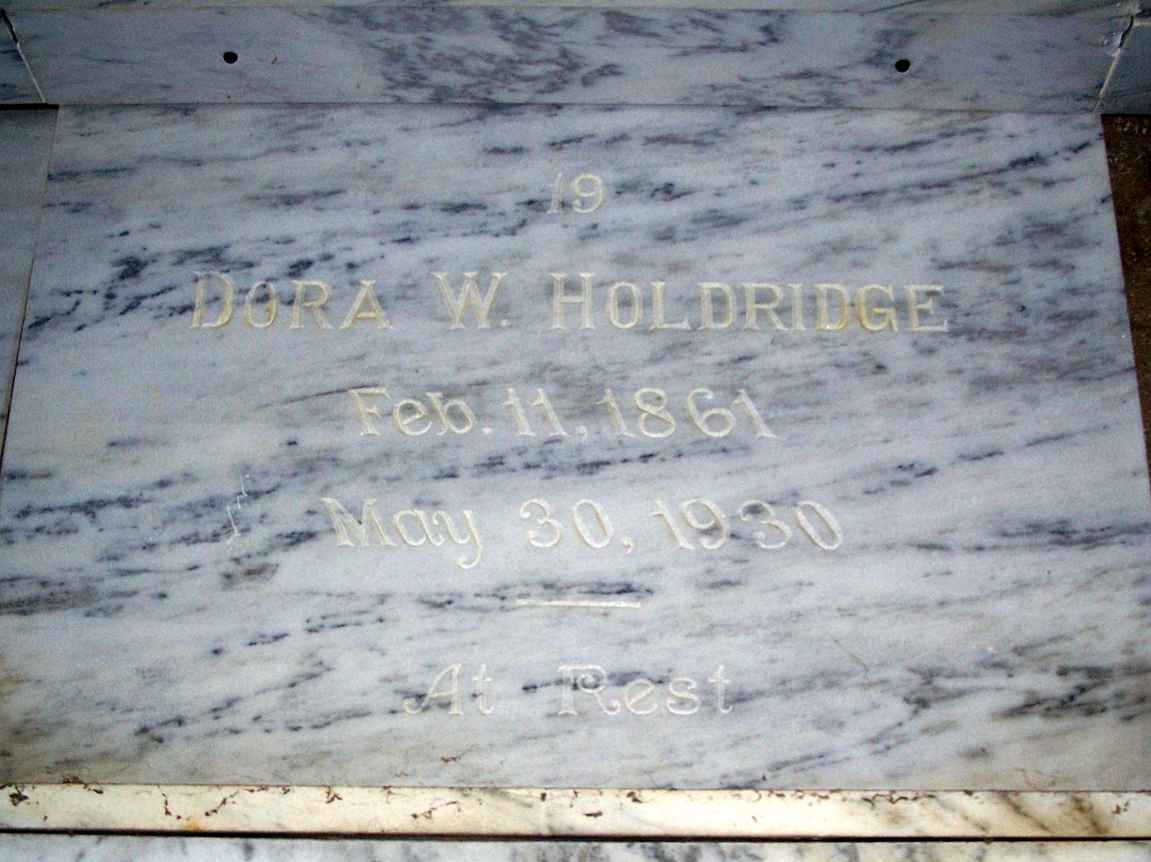 19
DORA W. HOLDRIDGE
Feb. 11, 1861
May 30, 1930
At Rest